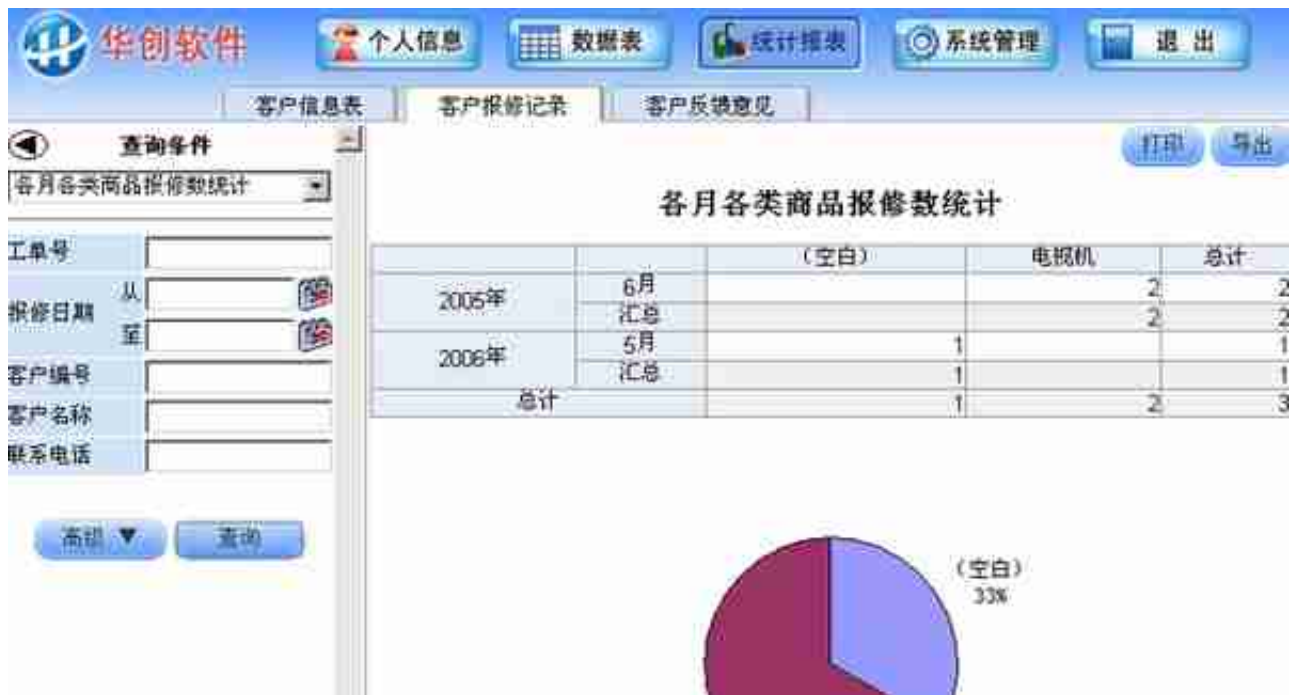 华创软件 个人信息 数据表 统计报表 系统管理 退出
客户信息表 客户报修记录 客户反馈意见
查询条件 打印 导出
各月各类商品报修数统计
各月各类商品报修数统计
工单号
报修日期 从
至
客户编号
客户名称
联系电话
高级 ▼ 查询
(空白) 电视机 总计
2005年 6月 2 2
汇总 2 2
2006年 5月 1 1
汇总 1 1
总计 1 2 3
(空白)
33%